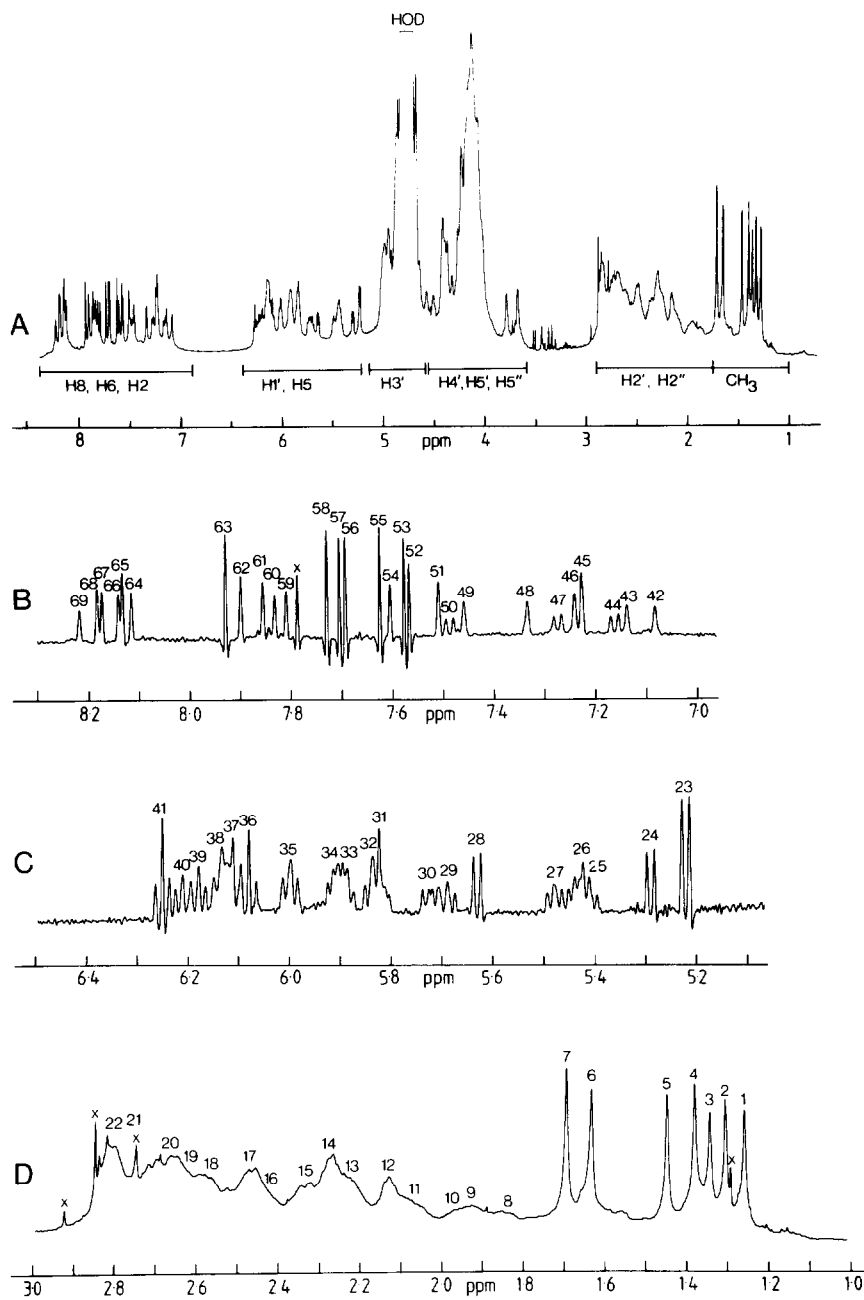 HOD
A
H8, H6, H2
H1', H5
H3'
H4', H5', H5"
H2', H2"
CH3
8 7 6 5 ppm 4 3 2 1
B
69 68 67 66 65 64 63 62 61 60 59 x 58 57 56 55 54 53 52 51 50 49 48 47 46 45 44 43 42
8·2 8·0 7·8 7·6 ppm 7·4 7·2 7·0
C
41 40 39 38 37 36 35 34 33 32 31 30 29 28 27 26 25 24 23
6·4 6·2 6·0 5·8 ppm 5·6 5·4 5·2
D
x x 22 21 x 20 19 18 17 16 15 14 13 12 11 10 9 8 7 6 5 4 3 2 x 1
3·0 2·8 2·6 2·4 2·2 2·0 ppm 1·8 1·6 1·4 1·2 1·0